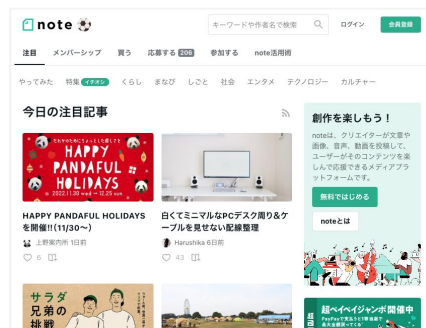 note
キーワードや作者名で検索
ログイン
会員登録
注目 メンバーシップ 買う 応募する 206 参加する note活用術
やってみた 特集 イチオシ くらし まなび しごと 社会 エンタメ テクノロジー カルチャー
今日の注目記事
HAPPY
PANDAFUL
HOLIDAYS
2022.11.30 wed → 12.25 sun
HAPPY PANDAFUL HOLIDAYS
を開催!!(11/30〜)
上野案内所 1日前
6
白くてミニマルなPCデスク周り&ケ
ーブルを見せない配線整理
Harushika 6日前
43
サラダ
兄弟の
挑戦
創作を楽しもう!
noteは、クリエイターが文章や
画像、音声、動画を投稿して、
ユーザーがそのコンテンツを楽
しんで応援できるメディアプラ
ットフォームです。
無料ではじめる
noteとは
超ペイペイジャンボ開催中